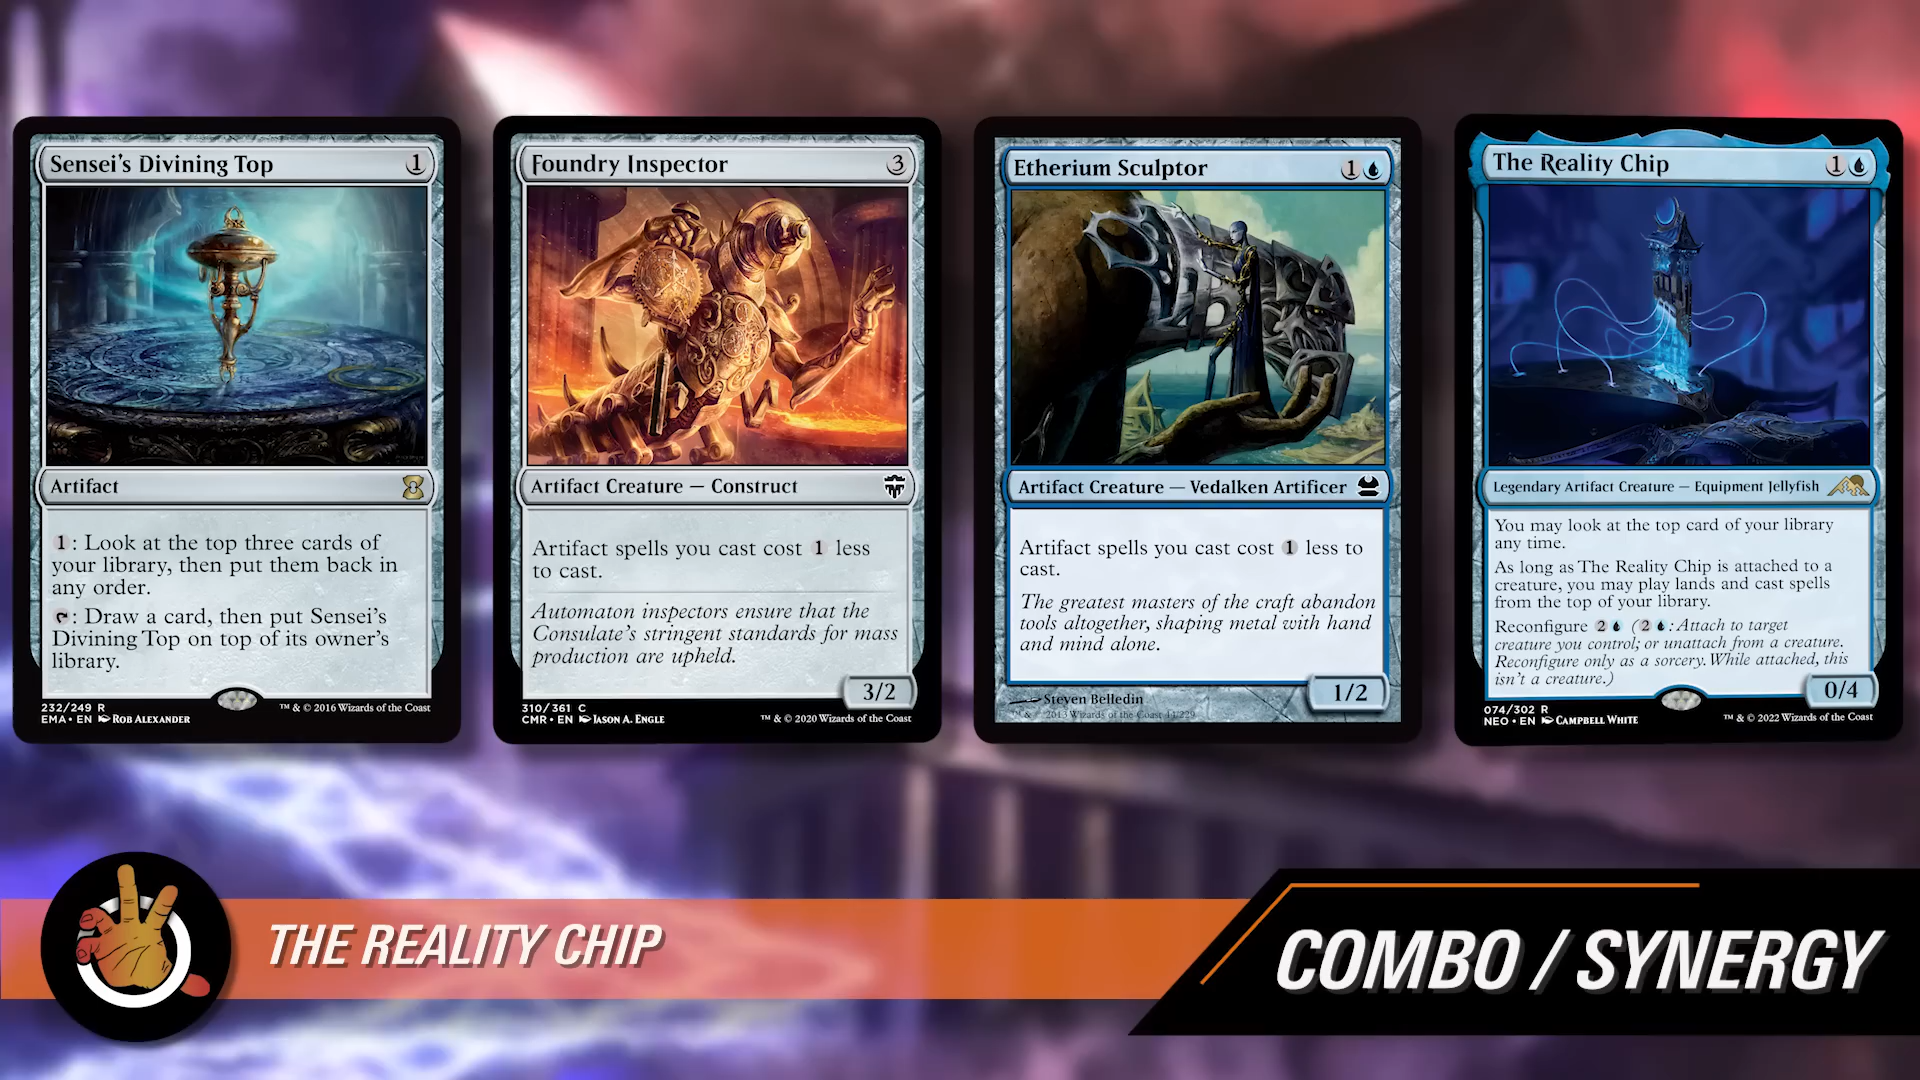 Sensei's Divining Top 1
Artifact
1: Look at the top three cards of
your library, then put them back in
any order.
: Draw a card, then put Sensei's
Divining Top on top of its owner's
library.
232/249 R
EMA • EN Rob Alexander
™ & © 2016 Wizards of the Coast
Foundry Inspector 3
Artifact Creature — Construct
Artifact spells you cast cost 1 less
to cast.
Automaton inspectors ensure that the
Consulate's stringent standards for mass
production are upheld.
3/2
310/361 C
CMR • EN Jason A. Engle
™ & © 2020 Wizards of the Coast
Etherium Sculptor 1
Artifact Creature — Vedalken Artificer
Artifact spells you cast cost 1 less to
cast.
The greatest masters of the craft abandon
tools altogether, shaping metal with hand
and mind alone.
1/2
Steven Belledin
™ & © 2013 Wizards of the Coast 41/229
The Reality Chip 1
Legendary Artifact Creature — Equipment Jellyfish
You may look at the top card of your library
any time.
As long as The Reality Chip is attached to a
creature, you may play lands and cast spells
from the top of your library.
Reconfigure 2 (2 : Attach to target
creature you control; or unattach from a creature.
Reconfigure only as a sorcery. While attached, this
isn't a creature.)
0/4
074/302 R
NEO • EN Campbell White
™ & © 2022 Wizards of the Coast
THE REALITY CHIP
COMBO / SYNERGY